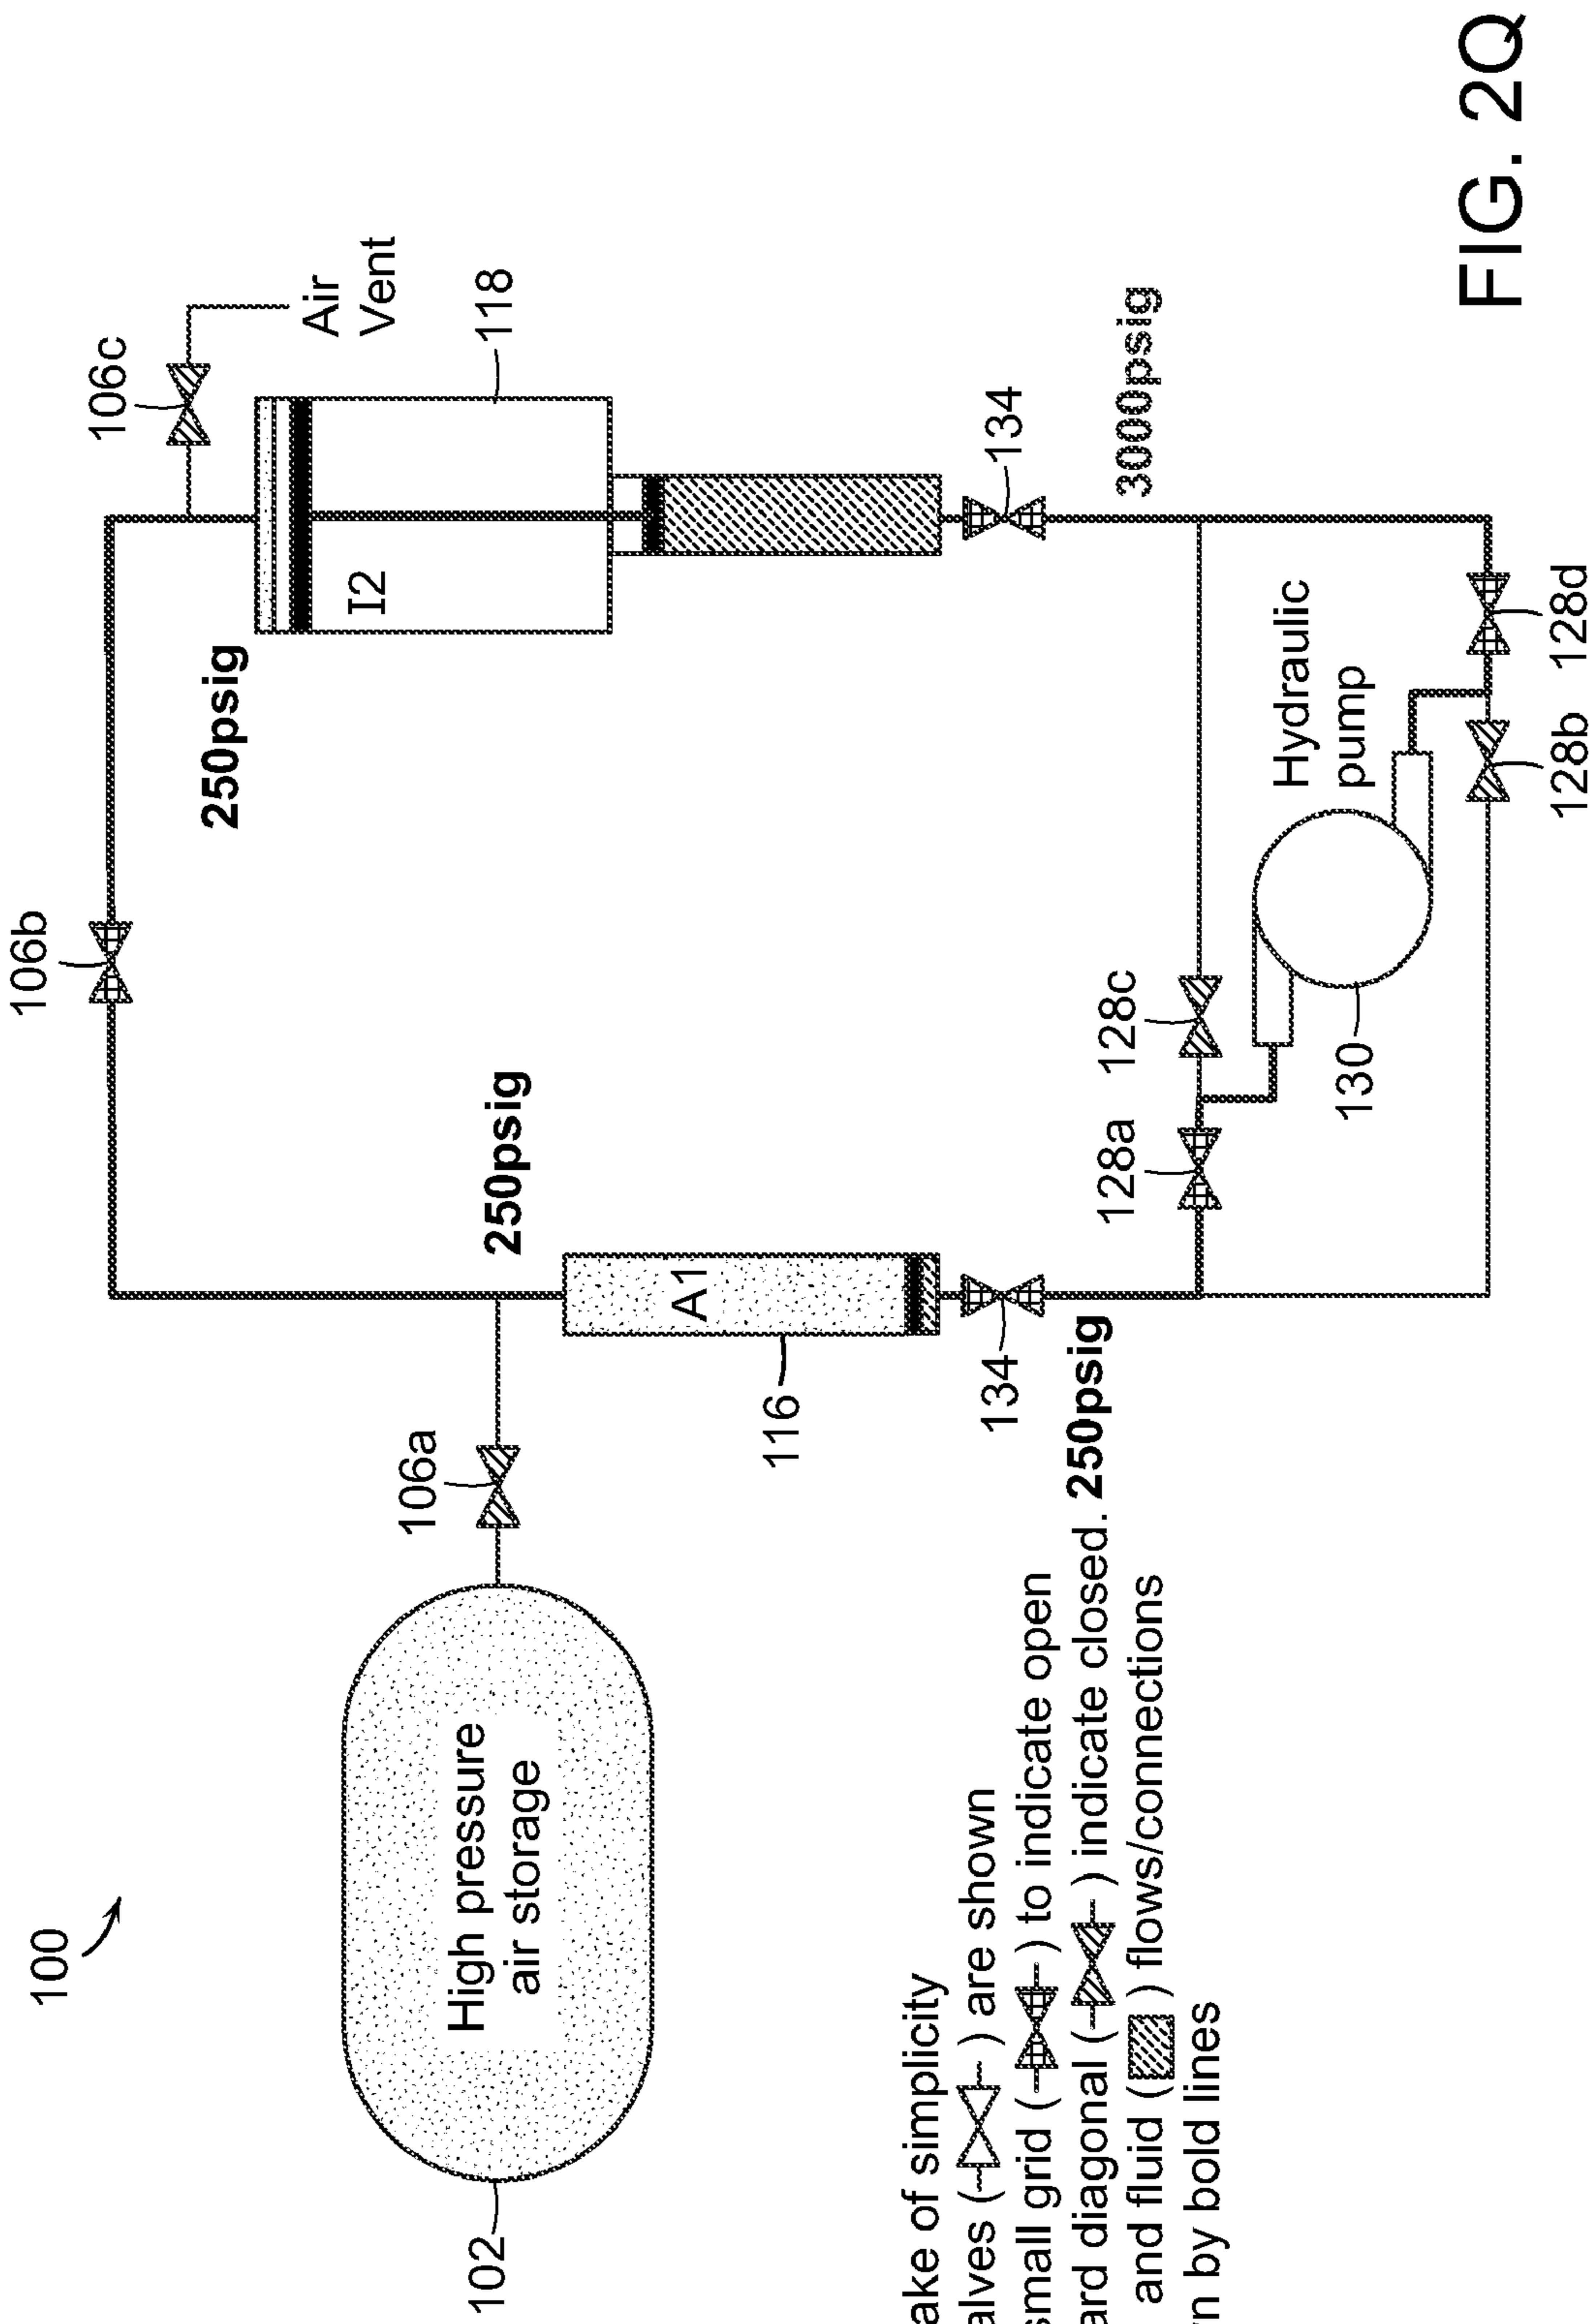 100
102
High pressure
air storage
106a
106b
106c
Air
Vent
250psig
250psig
A1
116
I2
118
134
134
250psig
3000psig
128a
128c
Hydraulic
pump
130
128b
128d
ake of simplicity
alves ( ) are shown
small grid ( ) to indicate open
ard diagonal ( ) indicate closed.
and fluid ( ) flows/connections
n by bold lines
FIG. 2Q